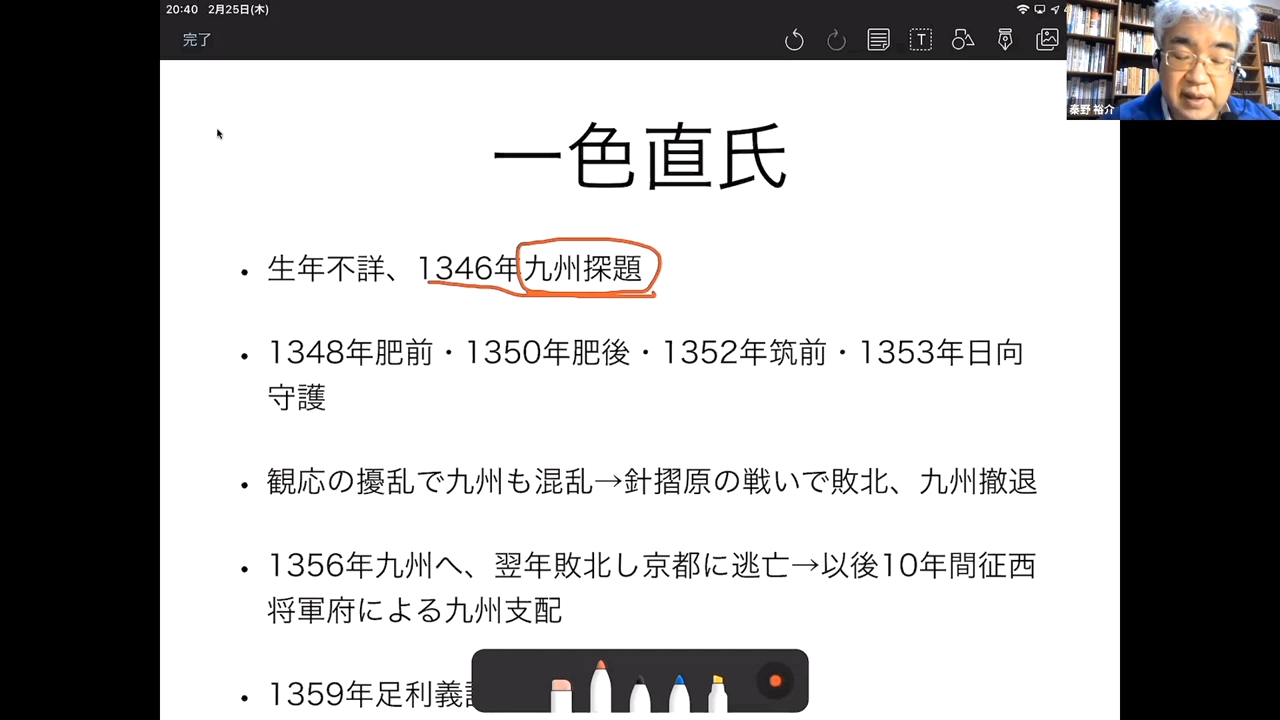 20:40 2月25日(木)
完了
秦野 裕介
一色直氏
• 生年不詳、1346年九州探題
• 1348年肥前・1350年肥後・1352年筑前・1353年日向
守護
• 観応の擾乱で九州も混乱→針摺原の戦いで敗北、九州撤退
• 1356年九州へ、翌年敗北し京都に逃亡→以後10年間征西
将軍府による九州支配
• 1359年足利義